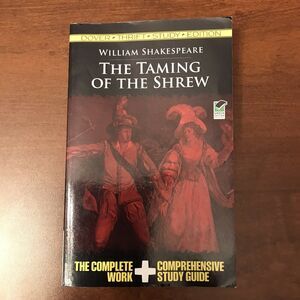 DOVER · THRIFT · STUDY · EDITION
WILLIAM SHAKESPEARE
THE TAMING
OF THE SHREW
THE COMPLETE
WORK
+
COMPREHENSIVE
STUDY GUIDE